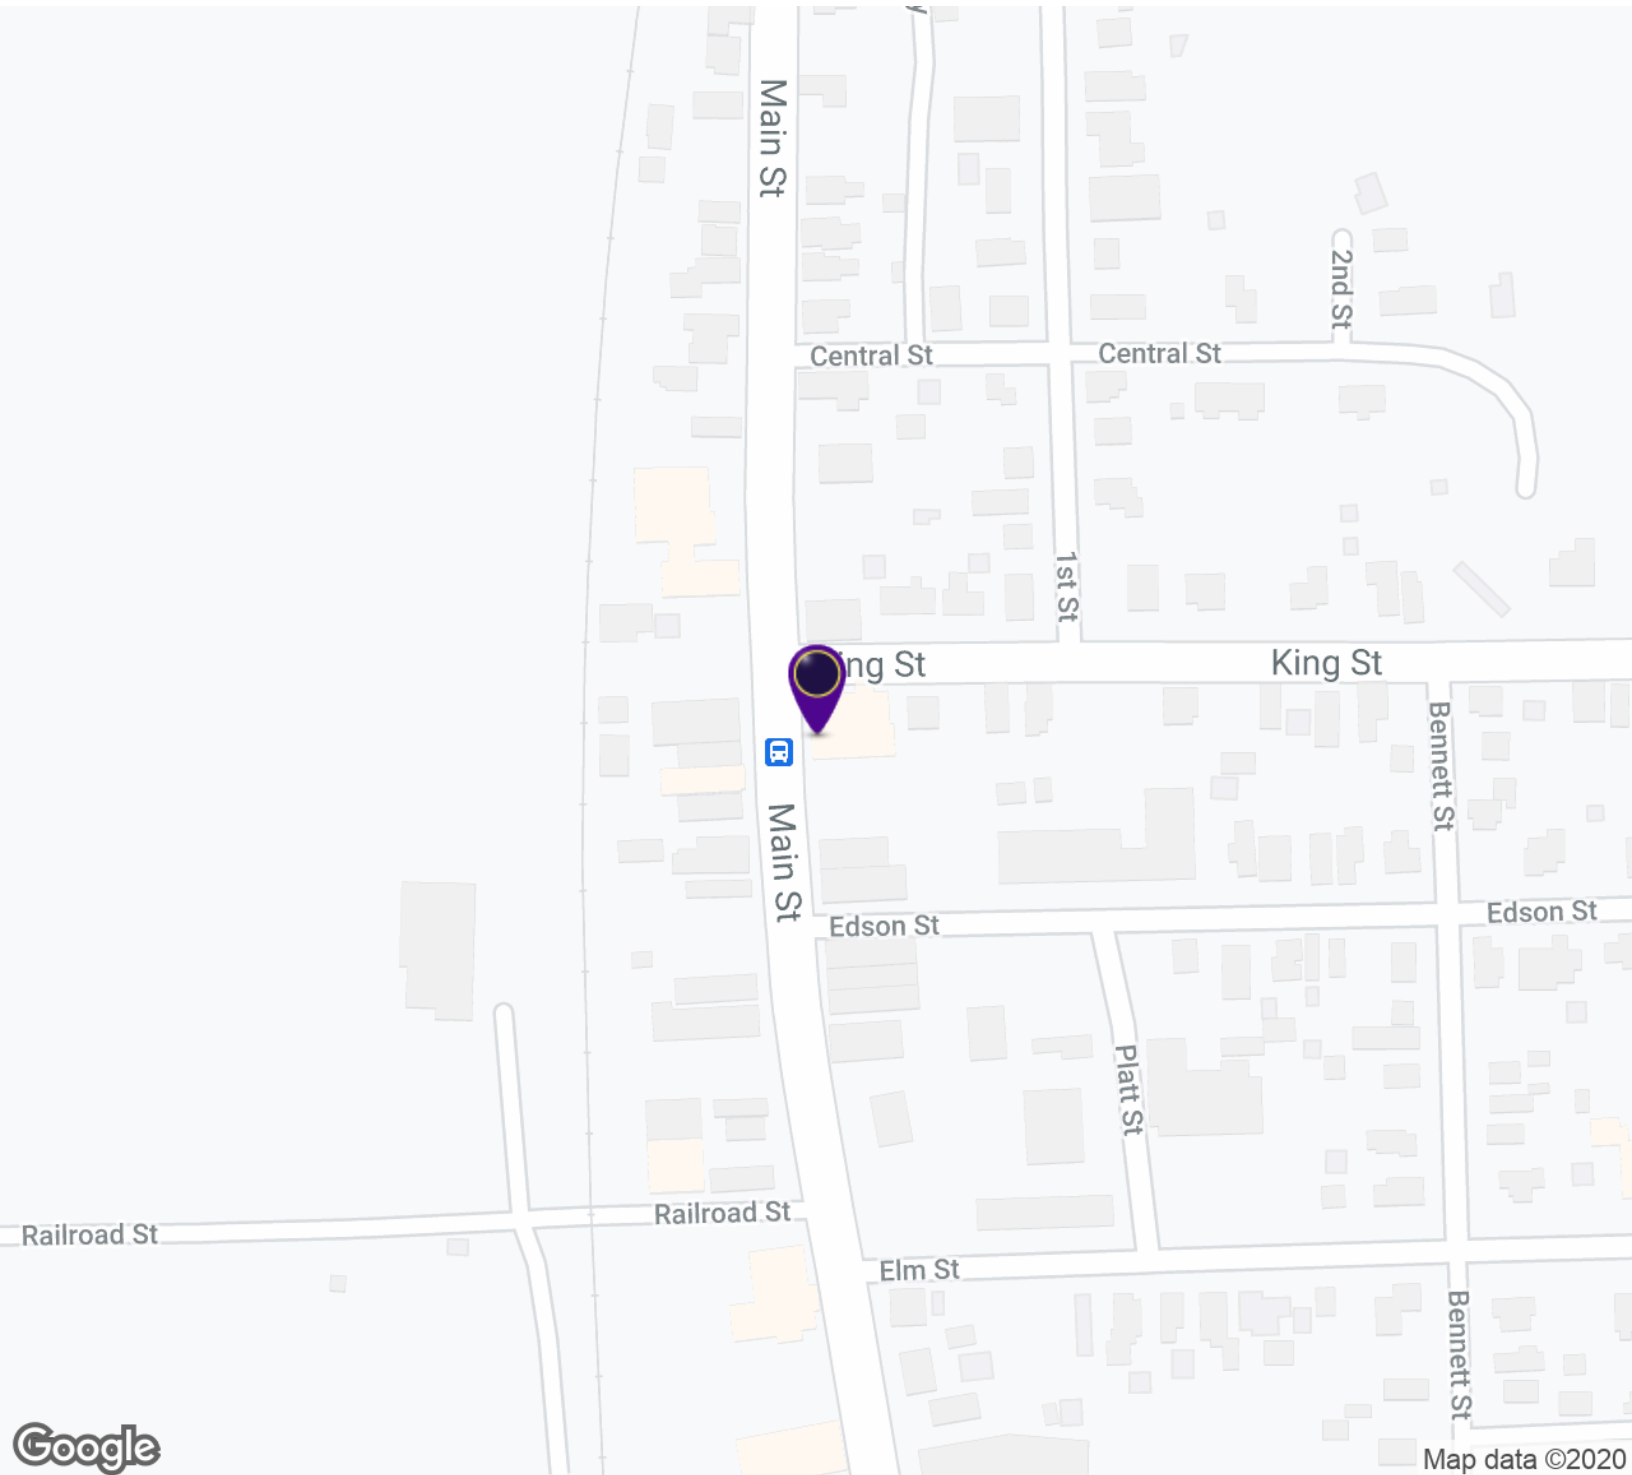 Main St
2nd St
Central St
Central St
1st St
ing St
King St
Bennett St
Main St
Edson St
Edson St
Platt St
Railroad St
Railroad St
Elm St
Bennett St
Google
Map data ©2020